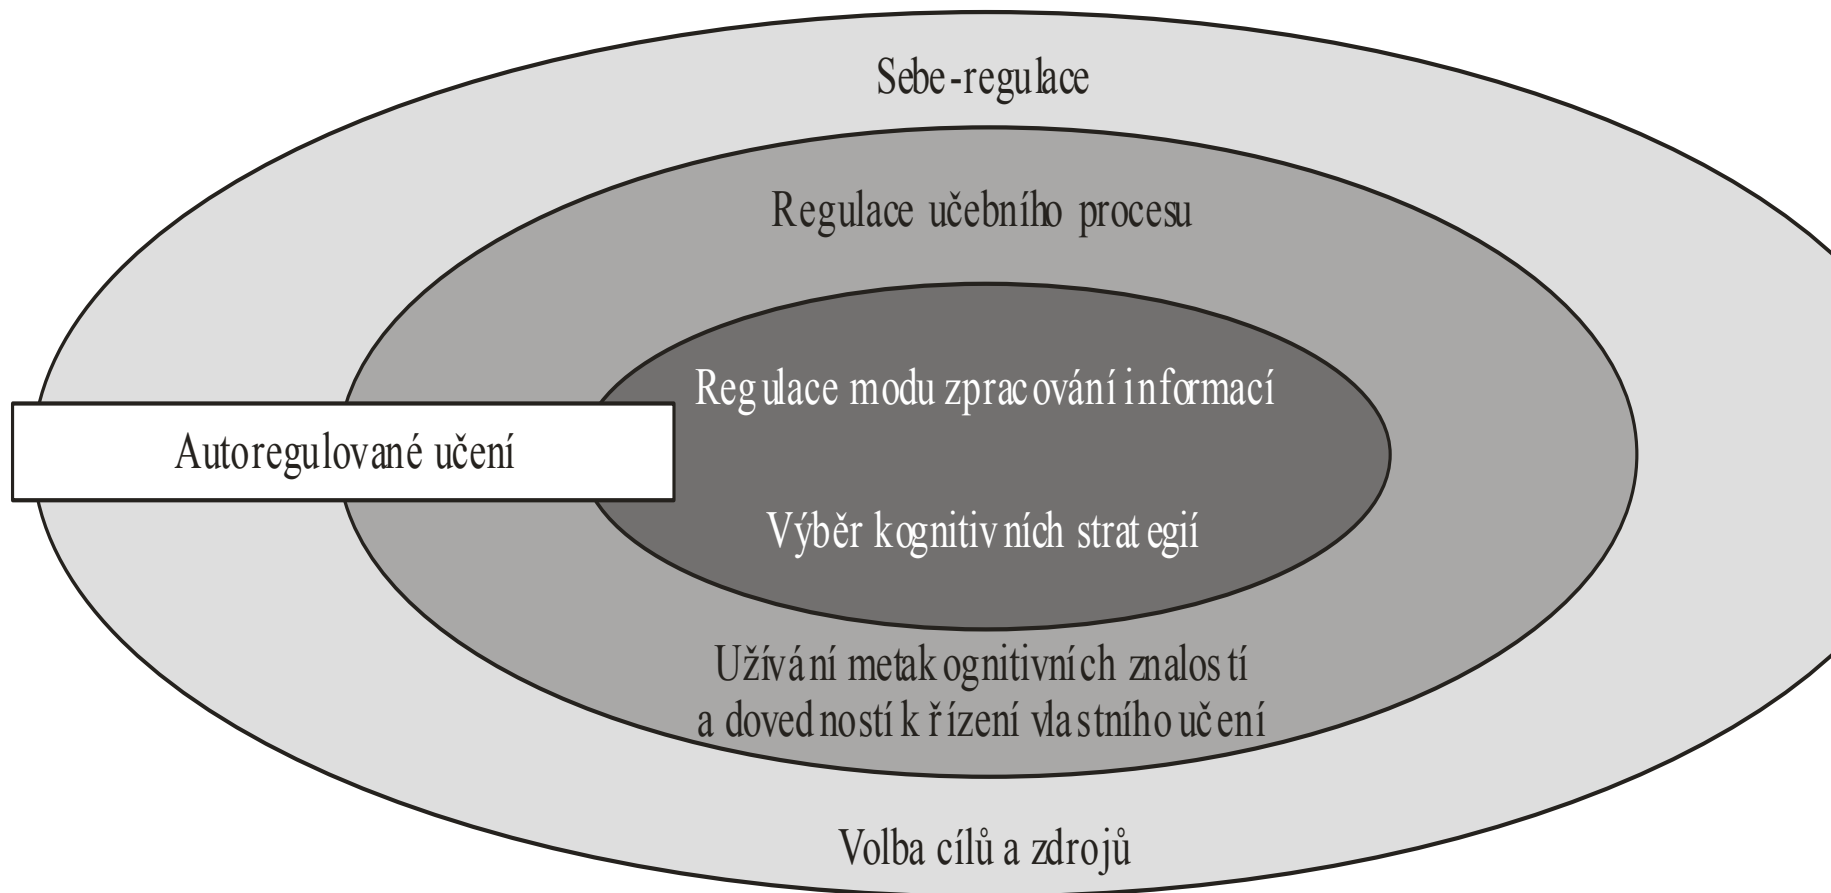 Sebe-regulace
Regulace učebního procesu
Regulace modu zpracování informací
Autoregulované učení
Výběr kognitivních strategií
Užívání metakognitivních znalostí
a dovedností k řízení vlastního učení
Volba cílů a zdrojů